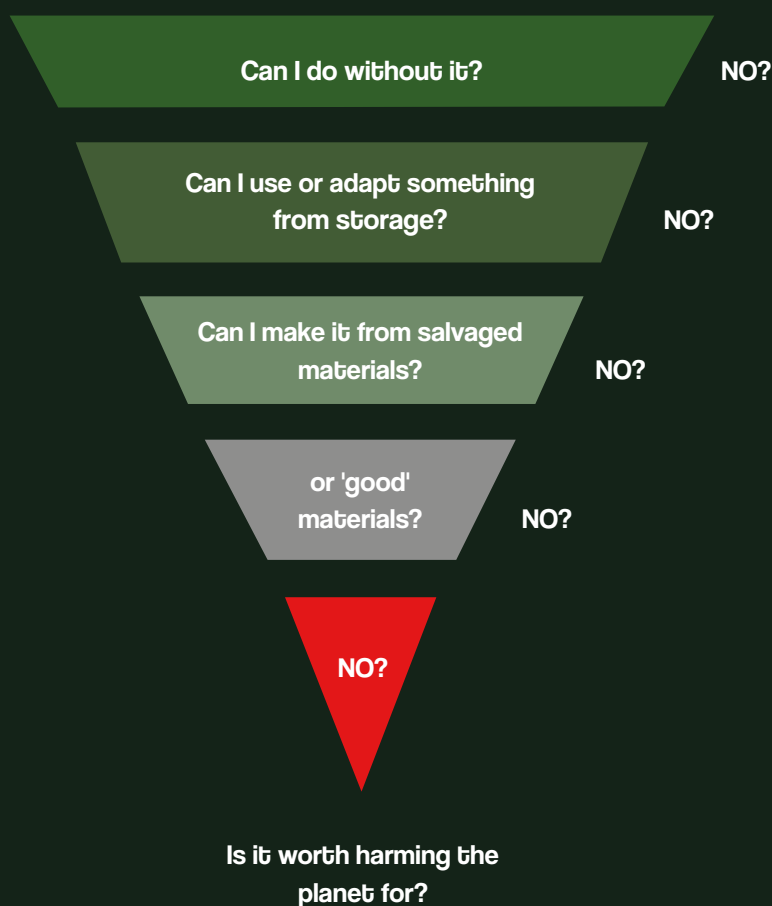 Can I do without it?
NO?
Can I use or adapt something
from storage?
NO?
Can I make it from salvaged
materials?
NO?
or 'good'
materials?
NO?
NO?
Is it worth harming the
planet for?